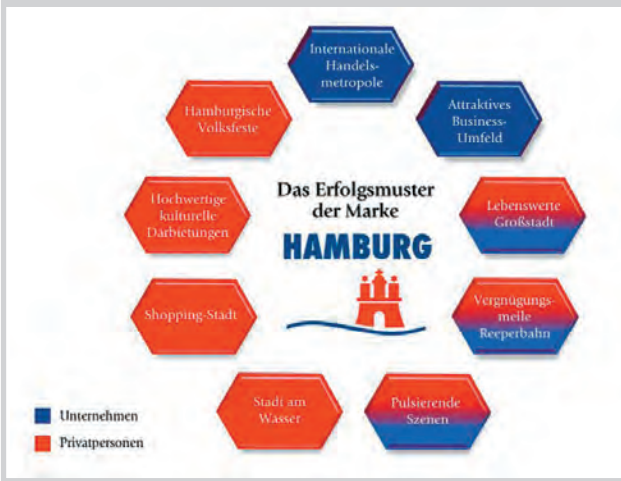 Internationale
Handels-
metropole
Attraktives
Business-
Umfeld
Lebenswerte
Großstadt
Vergnügungs-
meile
Reeperbahn
Pulsierende
Szenen
Stadt am
Wasser
Shopping-Stadt
Hochwertige
kulturelle
Darbietungen
Hamburgische
Volksfeste
Das Erfolgsmuster
der Marke
HAMBURG
Unternehmen
Privatpersonen